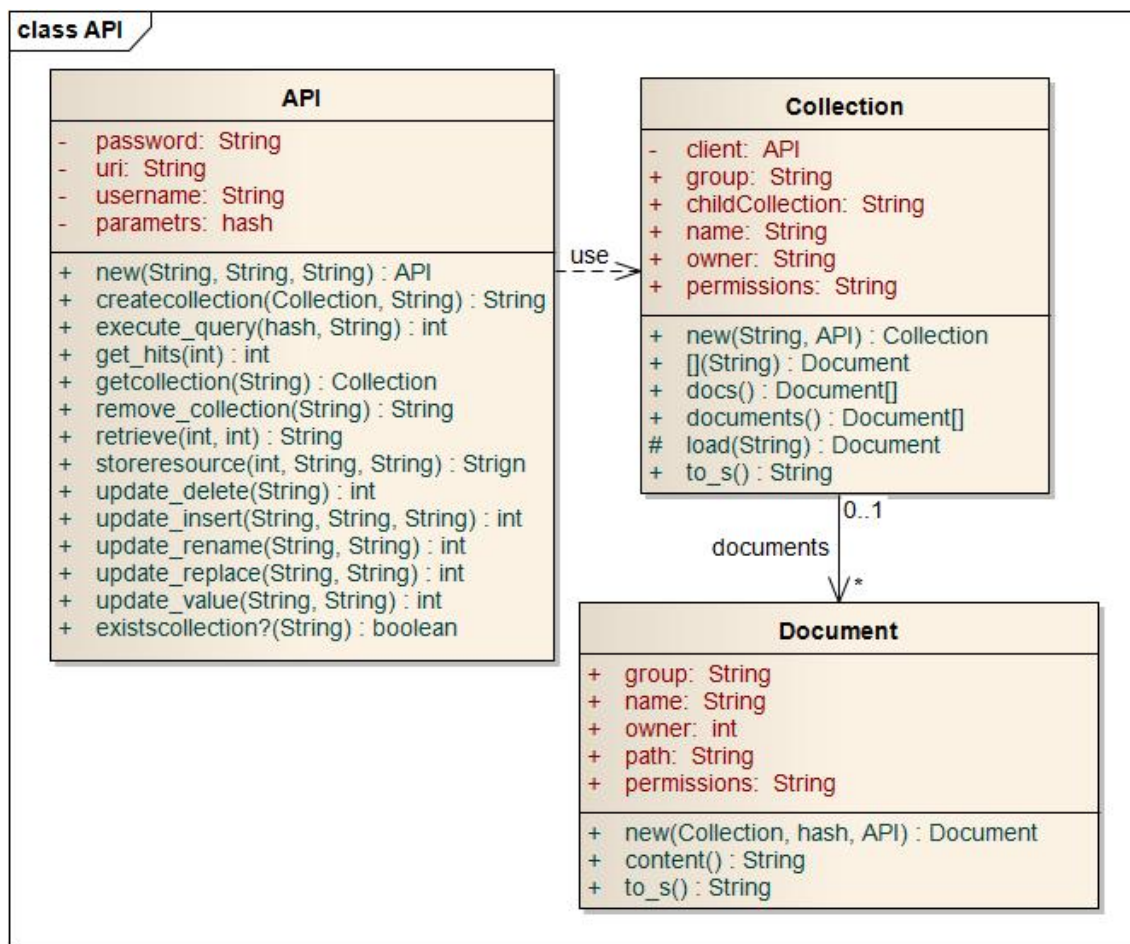 class API
API
- password: String
- uri: String
- username: String
- parametrs: hash
+ new(String, String, String) : API
+ createcollection(Collection, String) : String
+ execute_query(hash, String) : int
+ get_hits(int) : int
+ getcollection(String) : Collection
+ remove_collection(String) : String
+ retrieve(int, int) : String
+ storeresource(int, String, String) : Strign
+ update_delete(String) : int
+ update_insert(String, String, String) : int
+ update_rename(String, String) : int
+ update_replace(String, String) : int
+ update_value(String, String) : int
+ existscollection?(String) : boolean
use
Collection
- client: API
+ group: String
+ childCollection: String
+ name: String
+ owner: String
+ permissions: String
+ new(String, API) : Collection
+ [](String) : Document
+ docs() : Document[]
+ documents() : Document[]
# load(String) : Document
+ to_s() : String
0..1
documents
*
Document
+ group: String
+ name: String
+ owner: int
+ path: String
+ permissions: String
+ new(Collection, hash, API) : Document
+ content() : String
+ to_s() : String